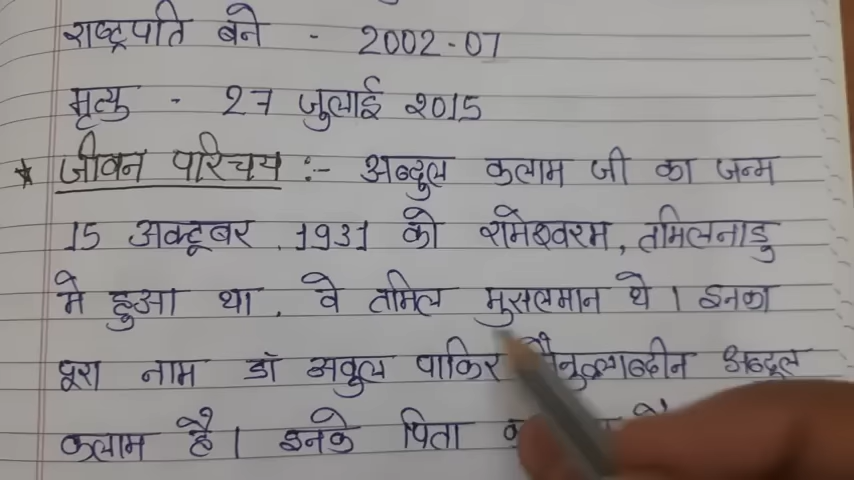 राष्ट्रपति बने - 2002-07
मृत्यु - 27 जुलाई 2015
* जीवन परिचय :- अब्दुल कलाम जी का जन्म
15 अक्टूबर 1931 को रामेश्वरम, तमिलनाडु
मे हुआ था. वे तमिल मुसलमान थे। इनका
पूरा नाम डॉ अवुल पाकिर जैनुल्लाब्दीन अब्दुल
कलाम है। इनके पिता